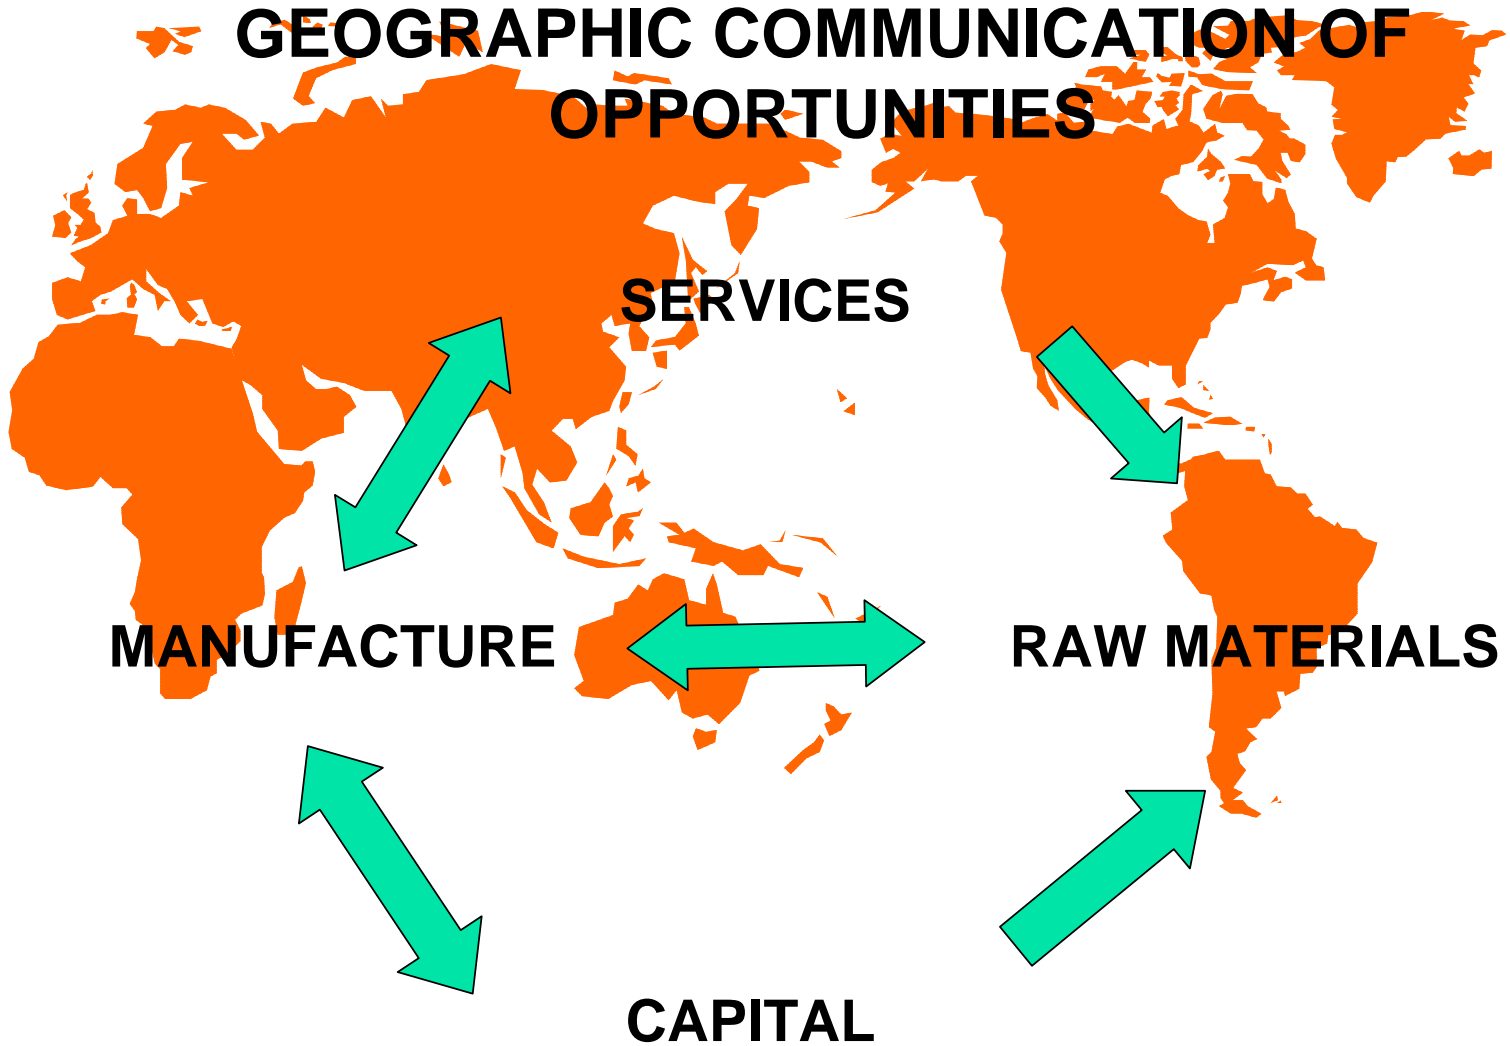 GEOGRAPHIC COMMUNICATION OF
OPPORTUNITIES
SERVICES
MANUFACTURE
RAW MATERIALS
CAPITAL